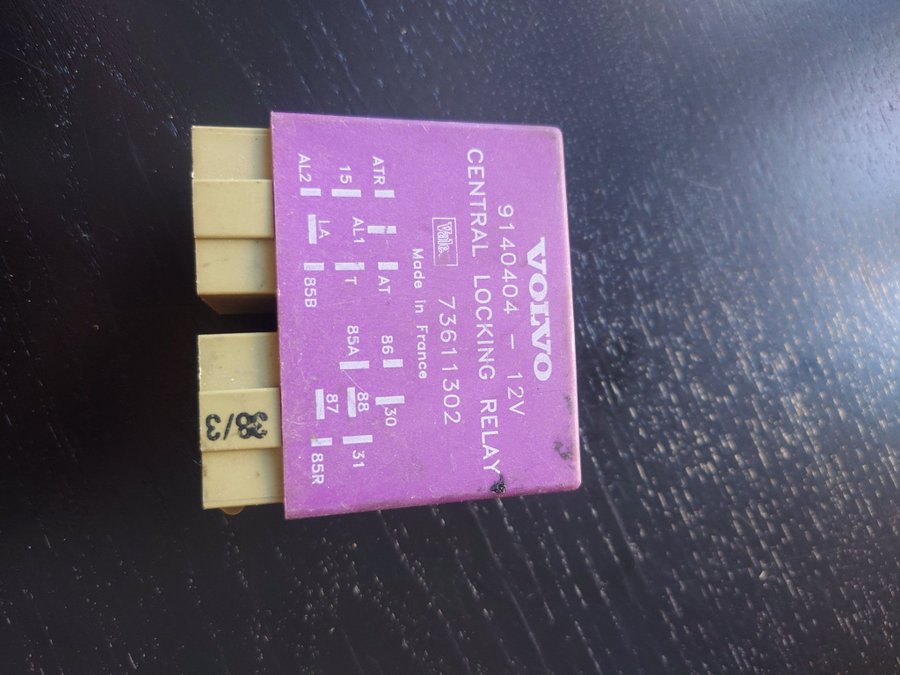 VOLVO
9140404 - 12V
CENTRAL LOCKING RELAY
Valeo 73611302
Made in France
ATR AT 86 30
15 AL1 T 85A 88 31
AL2 LA 85B 87 85R
38/3